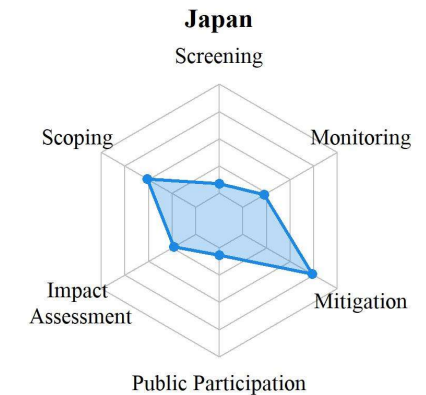 Japan
Screening
Scoping
Monitoring
Impact
Assessment
Mitigation
Public Participation